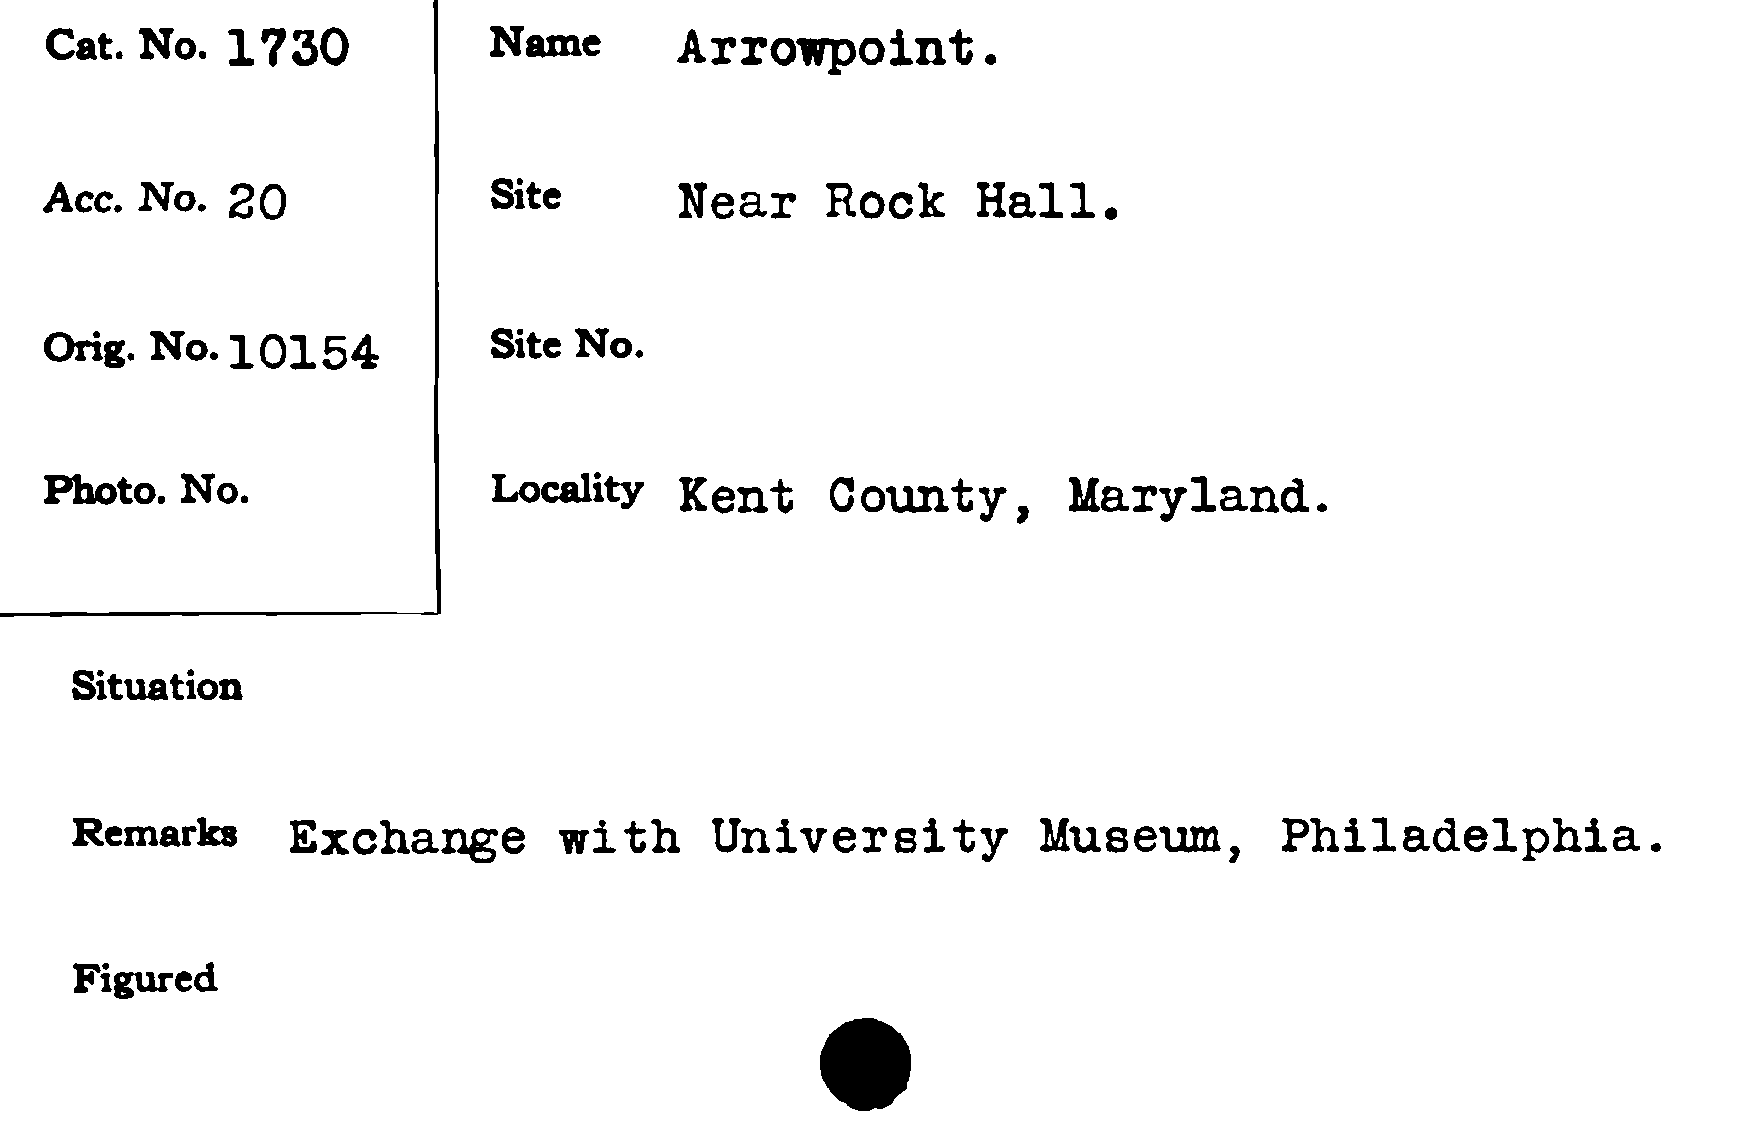 Cat. No. 1730
Acc. No. 20
Orig. No. 10154
Photo. No.
Name Arrowpoint.
Site Near Rock Hall.
Site No.
Locality Kent County, Maryland.
Situation
Remarks Exchange with University Museum, Philadelphia.
Figured